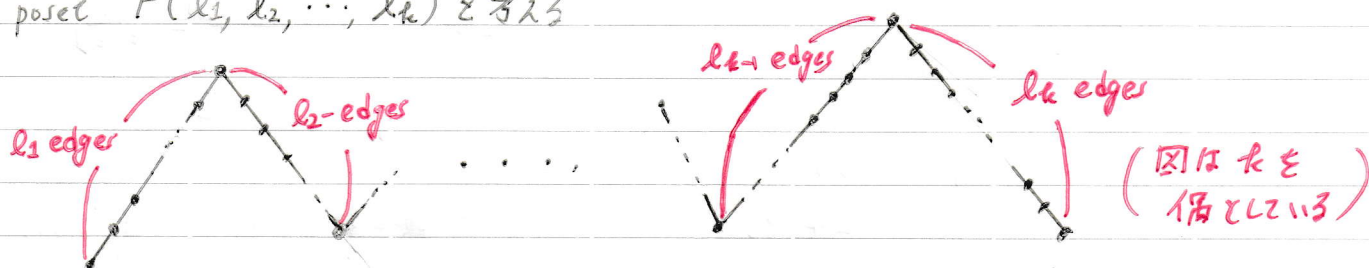 poset P(l1, l2, ⋯, lk) を考える
lk-1 edges
lk edges
l2-edges
l1 edges
(図は k を
偶としている)